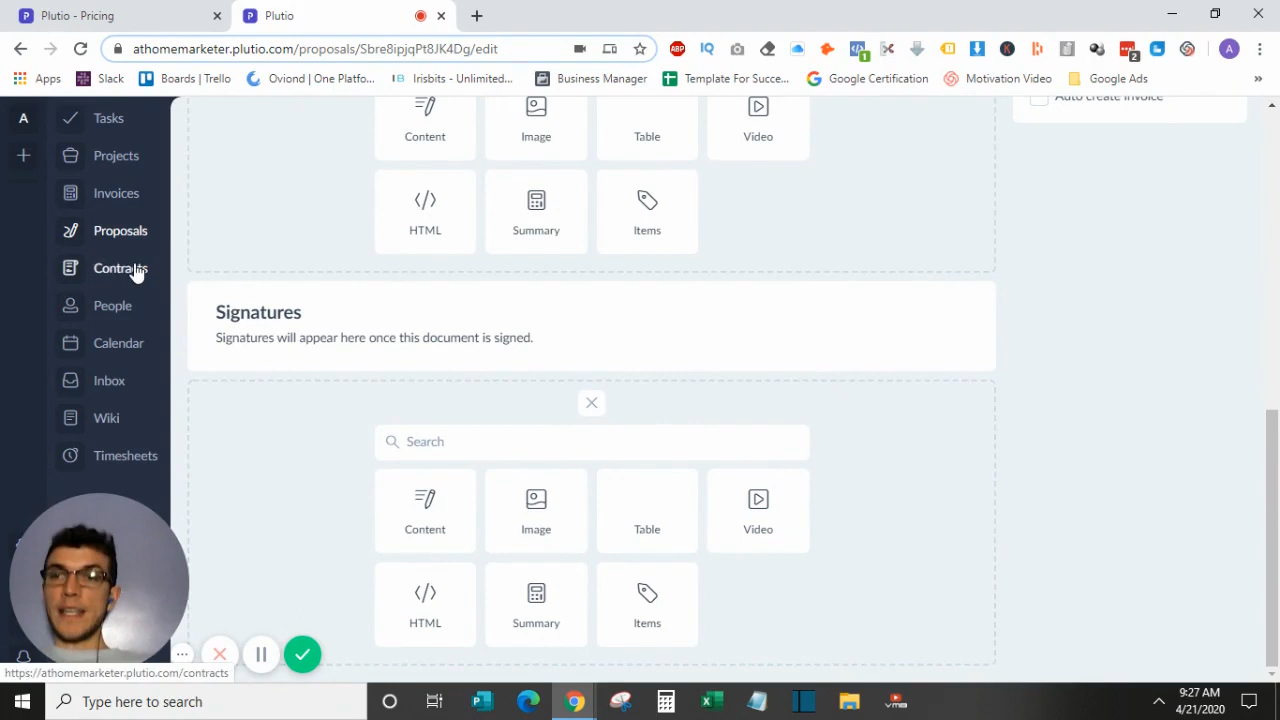 Plutio - Pricing
Plutio
athomemarketer.plutio.com/proposals/Sbre8ipjqPt8JK4Dg/edit
ABP
IQ
1
2
A
Apps
Slack
Boards | Trello
Oviond | One Platfo...
Irisbits - Unlimited...
Business Manager
Template For Succe...
Google Certification
Motivation Video
Google Ads
»
A
Tasks
Projects
Invoices
Proposals
Contracts
People
Calendar
Inbox
Wiki
Timesheets
Content
Image
Table
Video
HTML
Summary
Items
Auto create invoice
Signatures
Signatures will appear here once this document is signed.
Search
Content
Image
Table
Video
HTML
Summary
Items
https://athomemarketer.plutio.com/contracts
Type here to search
9:27 AM
4/21/2020